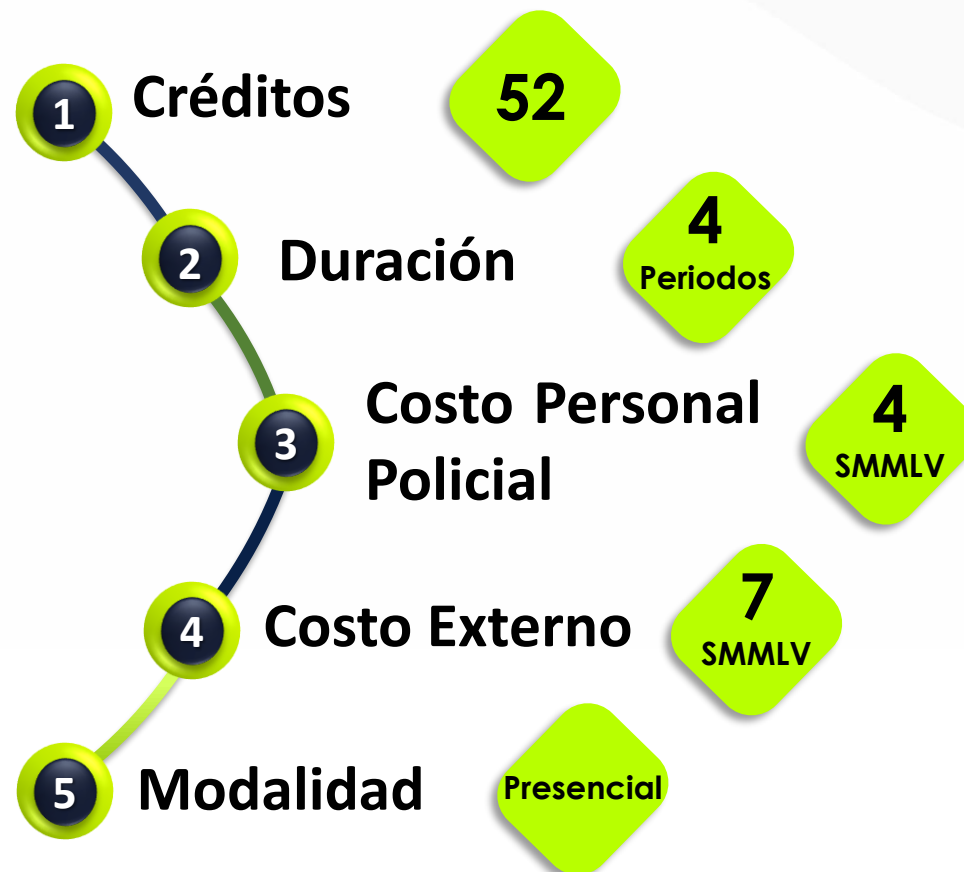 1 Créditos 52
2 Duración 4
Periodos
3 Costo Personal
Policial 4
SMMLV
4 Costo Externo 7
SMMLV
5 Modalidad Presencial